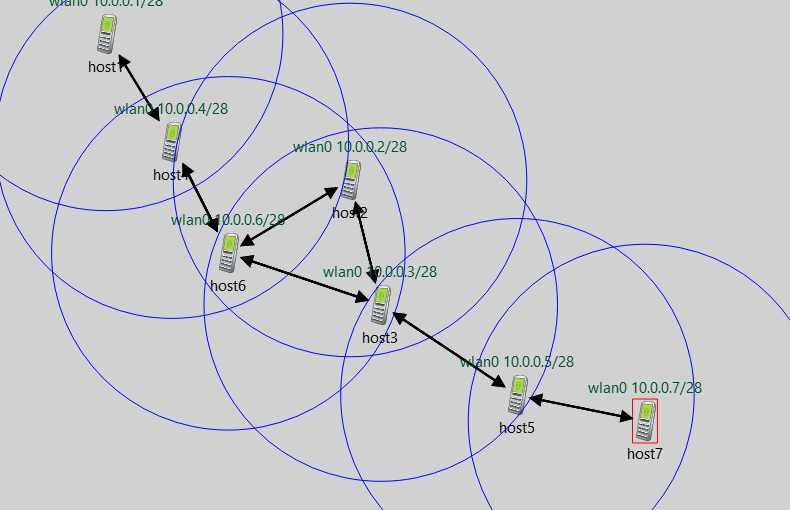 wlan0 10.0.0.1/28
host1
wlan0 10.0.0.4/28
host4
wlan0 10.0.0.2/28
host2
wlan0 10.0.0.6/28
host6
wlan0 10.0.0.3/28
host3
wlan0 10.0.0.5/28
host5
wlan0 10.0.0.7/28
host7